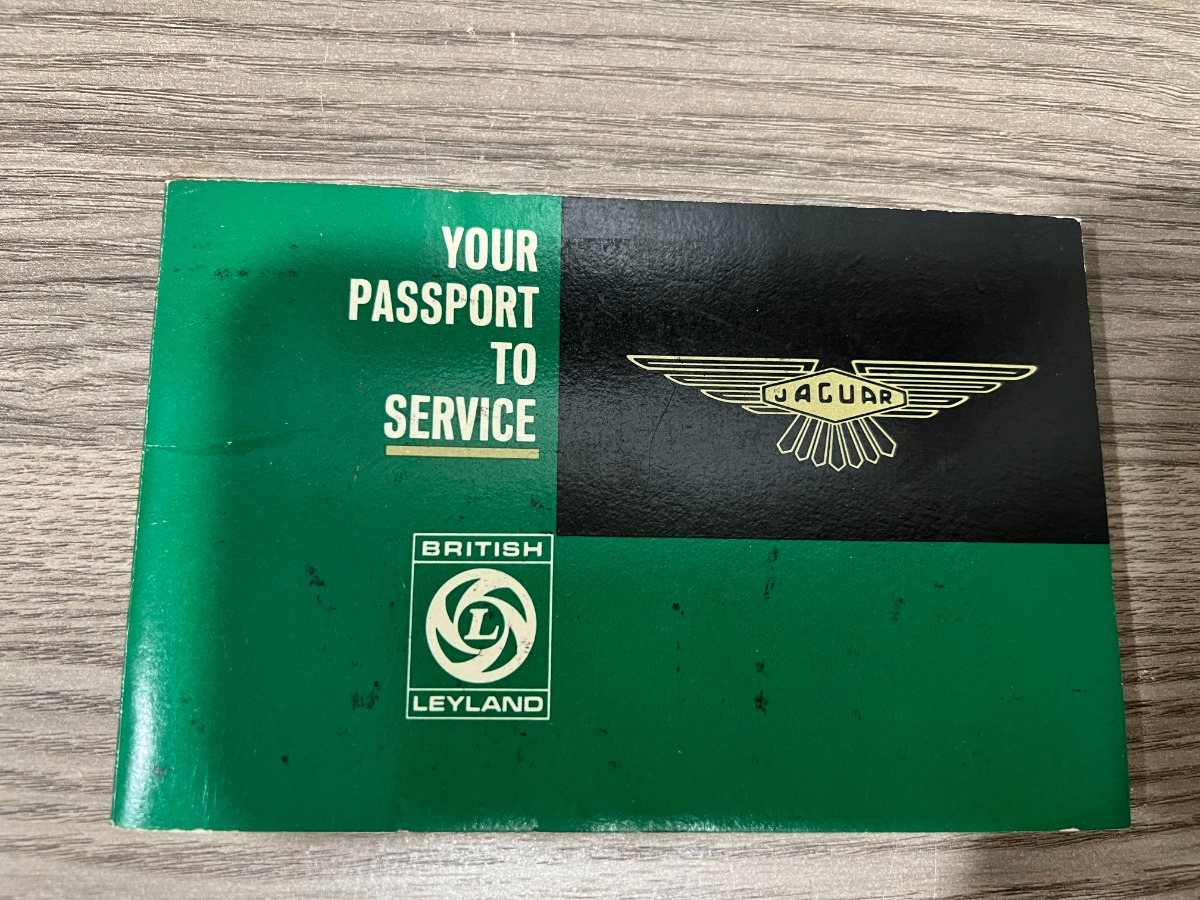 YOUR
PASSPORT
TO
SERVICE
JAGUAR
BRITISH
L
LEYLAND